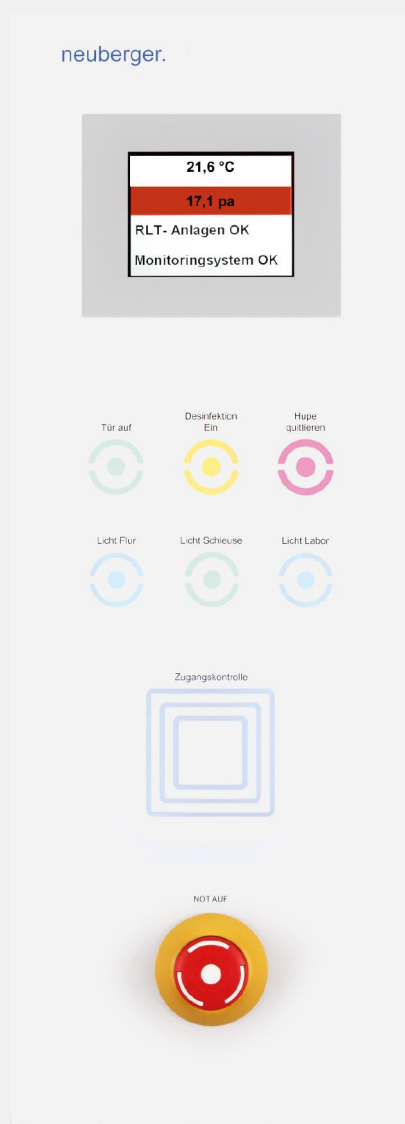 neuberger.
21,6 °C
17,1 pa
RLT- Anlagen OK
Monitoringsystem OK
Tür auf
Desinfektion
Ein
Hupe
quittieren
Licht Flur
Licht Schleuse
Licht Labor
Zugangskontrolle
NOT AUF